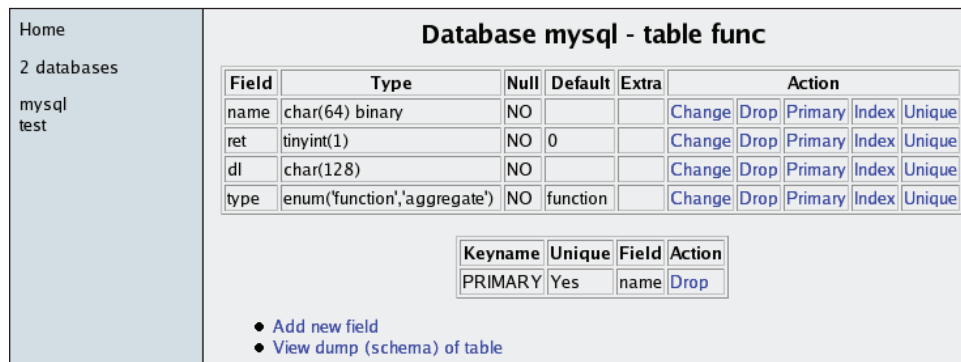 Home
2 databases
mysql
test
Database mysql - table func
Field Type Null Default Extra Action
name char(64) binary NO Change Drop Primary Index Unique
ret tinyint(1) NO 0 Change Drop Primary Index Unique
dl char(128) NO Change Drop Primary Index Unique
type enum('function','aggregate') NO function Change Drop Primary Index Unique
Keyname Unique Field Action
PRIMARY Yes name Drop
Add new field
View dump (schema) of table